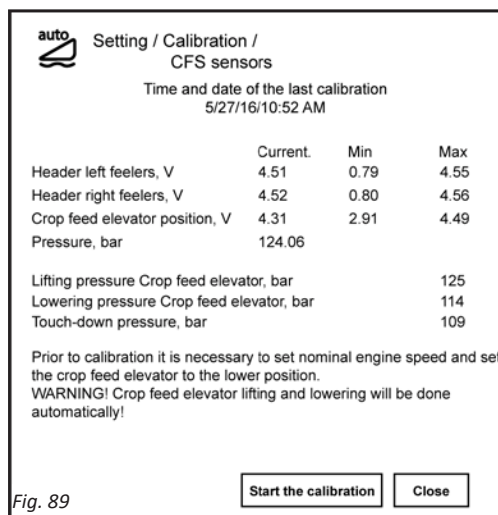 auto
Setting / Calibration /
CFS sensors
Time and date of the last calibration
5/27/16/10:52 AM
Current. Min Max
Header left feelers, V 4.51 0.79 4.55
Header right feelers, V 4.52 0.80 4.56
Crop feed elevator position, V 4.31 2.91 4.49
Pressure, bar 124.06
Lifting pressure Crop feed elevator, bar 125
Lowering pressure Crop feed elevator, bar 114
Touch-down pressure, bar 109
Prior to calibration it is necessary to set nominal engine speed and set
the crop feed elevator to the lower position.
WARNING! Crop feed elevator lifting and lowering will be done
automatically!
Start the calibration Close
Fig. 89